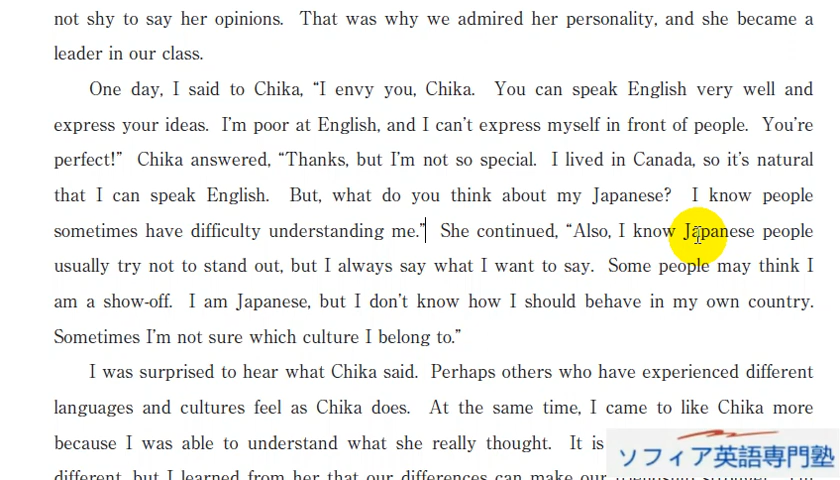 not shy to say her opinions. That was why we admired her personality, and she became a
leader in our class.
One day, I said to Chika, “I envy you, Chika. You can speak English very well and
express your ideas. I'm poor at English, and I can't express myself in front of people. You're
perfect!” Chika answered, “Thanks, but I'm not so special. I lived in Canada, so it's natural
that I can speak English. But, what do you think about my Japanese? I know people
sometimes have difficulty understanding me.” She continued, “Also, I know Japanese people
usually try not to stand out, but I always say what I want to say. Some people may think I
am a show-off. I am Japanese, but I don't know how I should behave in my own country.
Sometimes I'm not sure which culture I belong to.”
I was surprised to hear what Chika said. Perhaps others who have experienced different
languages and cultures feel as Chika does. At the same time, I came to like Chika more
because I was able to understand what she really thought. It is
different, but I learned from her that our differences can make our
ソフィア英語専門塾